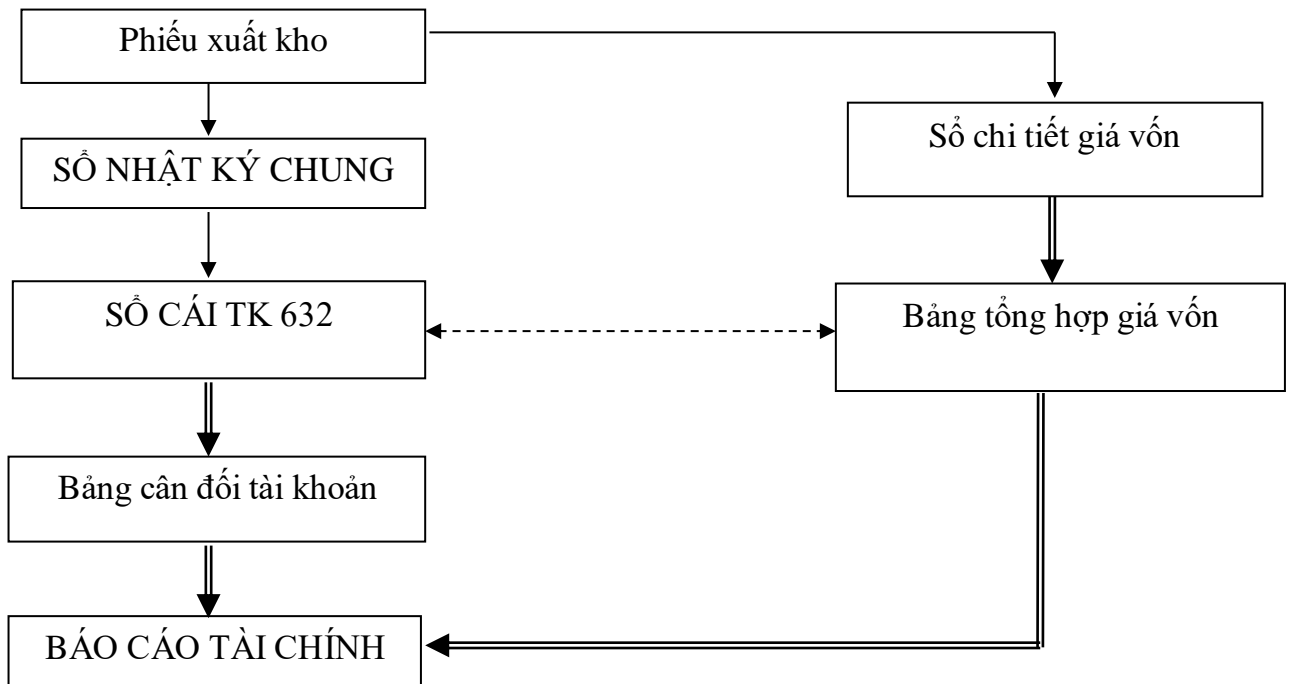 Phiếu xuất kho
Sổ chi tiết giá vốn
SỔ NHẬT KÝ CHUNG
SỔ CÁI TK 632
Bảng tổng hợp giá vốn
Bảng cân đối tài khoản
BÁO CÁO TÀI CHÍNH